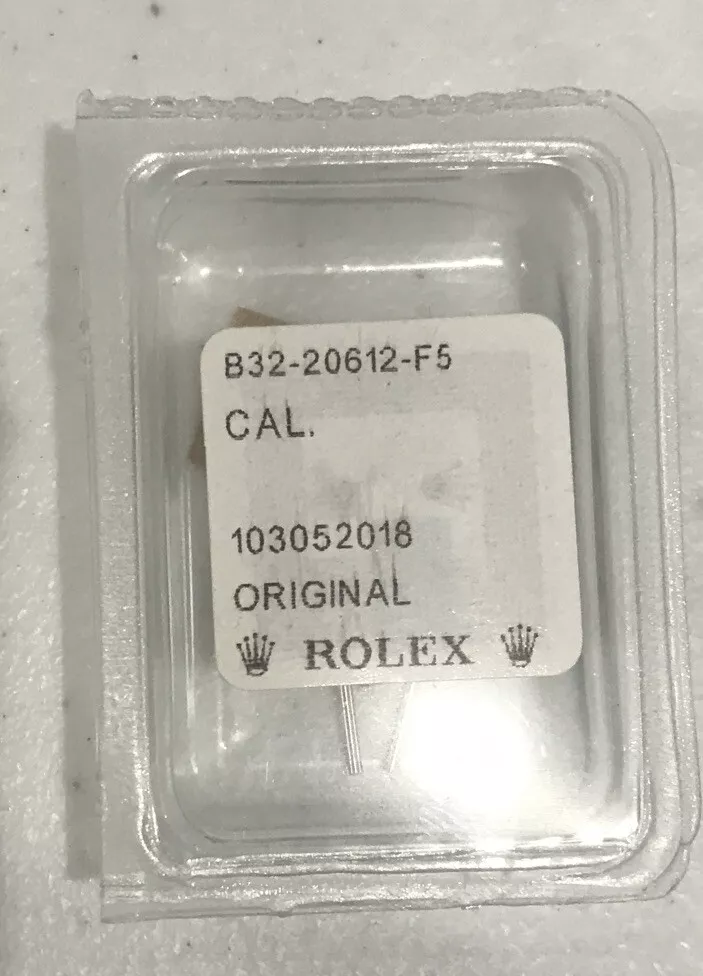 B32-20612-F5
CAL.
103052018
ORIGINAL
ROLEX